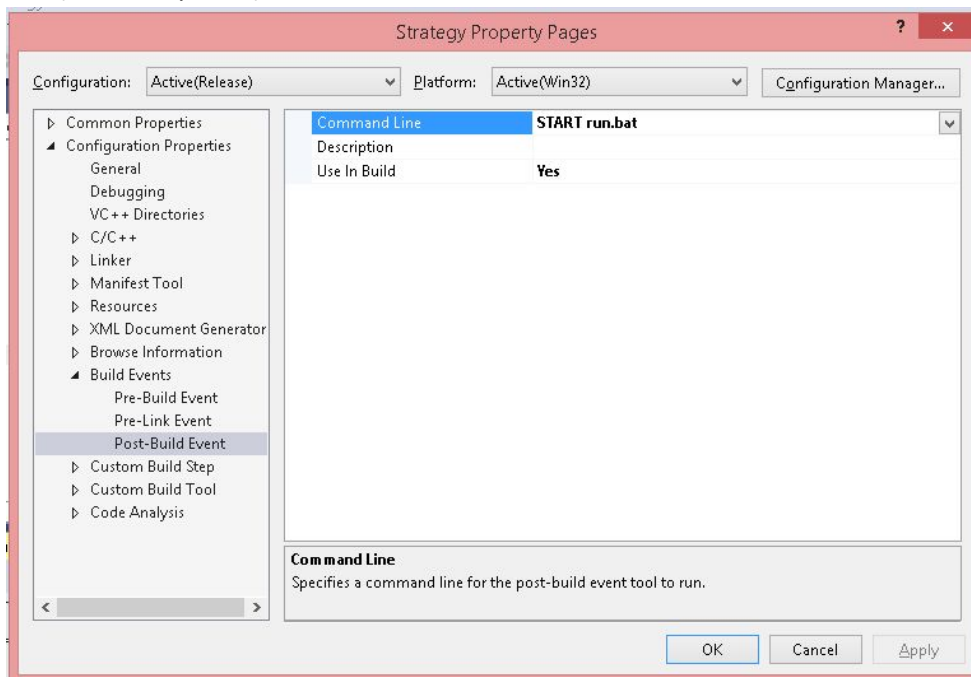 Strategy Property Pages
?
Configuration: Active(Release) Platform: Active(Win32) Configuration Manager...
Common Properties
Configuration Properties
General
Debugging
VC++ Directories
C/C++
Linker
Manifest Tool
Resources
XML Document Generator
Browse Information
Build Events
Pre-Build Event
Pre-Link Event
Post-Build Event
Custom Build Step
Custom Build Tool
Code Analysis
Command Line START run.bat
Description
Use In Build Yes
Command Line
Specifies a command line for the post-build event tool to run.
OK Cancel Apply